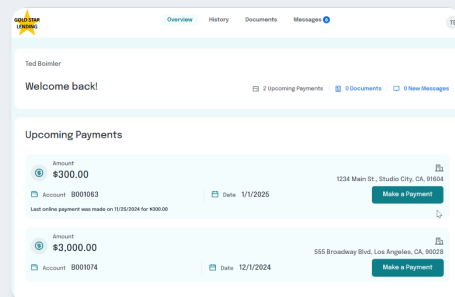 GOLD STAR
LENDING
Overview History Documents Messages
Ted Boimler
Welcome back!
2 Upcoming Payments 0 Documents 0 New Messages
Upcoming Payments
Amount
$300.00
1234 Main St., Studio City, CA, 91604
Account B001063 Date 1/1/2025 Make a Payment
Last online payment was made on 11/25/2024 for $300.00
Amount
$3,000.00
555 Broadway Blvd, Los Angeles, CA, 90028
Account B001074 Date 12/1/2024 Make a Payment